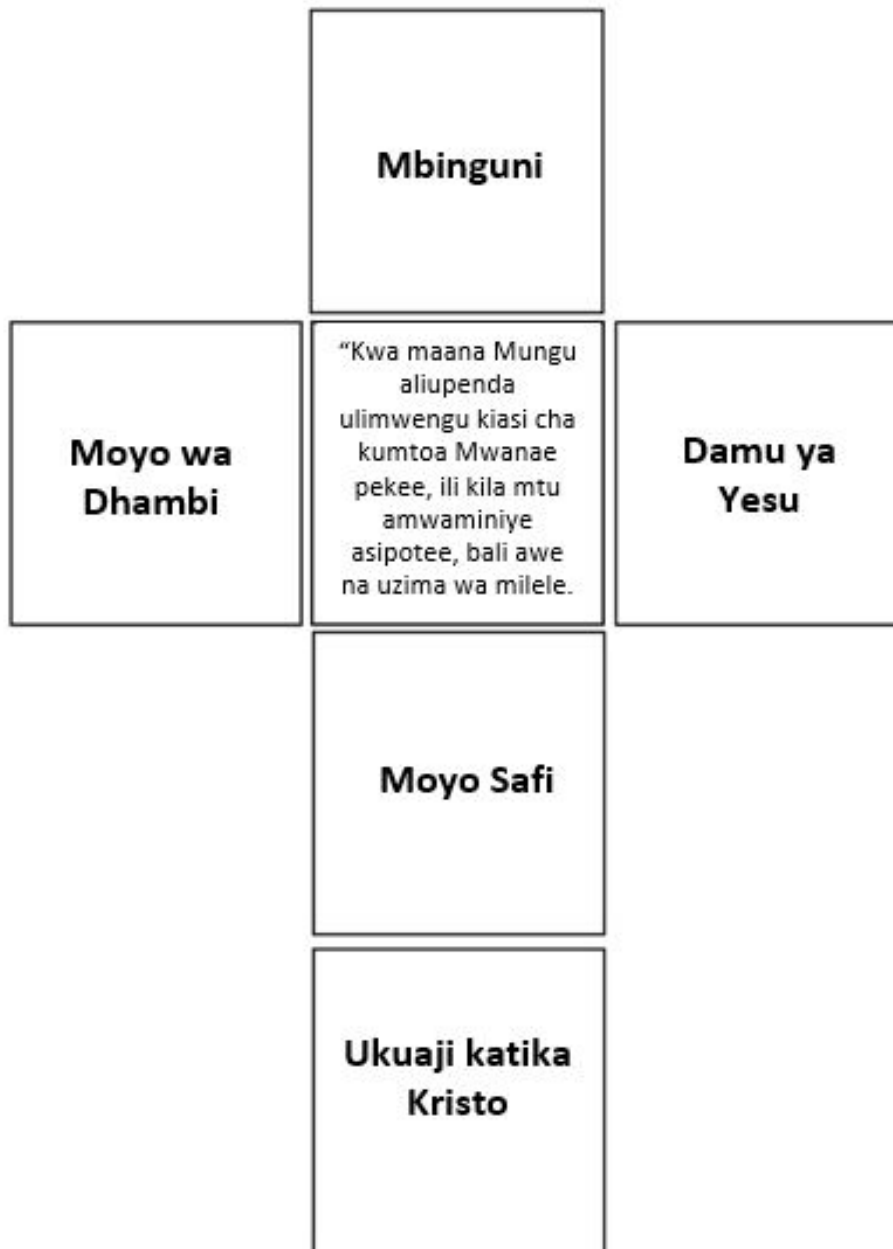 Mbinguni
Moyo wa
Dhambi
“Kwa maana Mungu
aliupenda
ulimwengu kiasi cha
kumtoa Mwanae
pekee, ili kila mtu
amwaminiye
asipotee, bali awe
na uzima wa milele.
Damu ya
Yesu
Moyo Safi
Ukuaji katika
Kristo